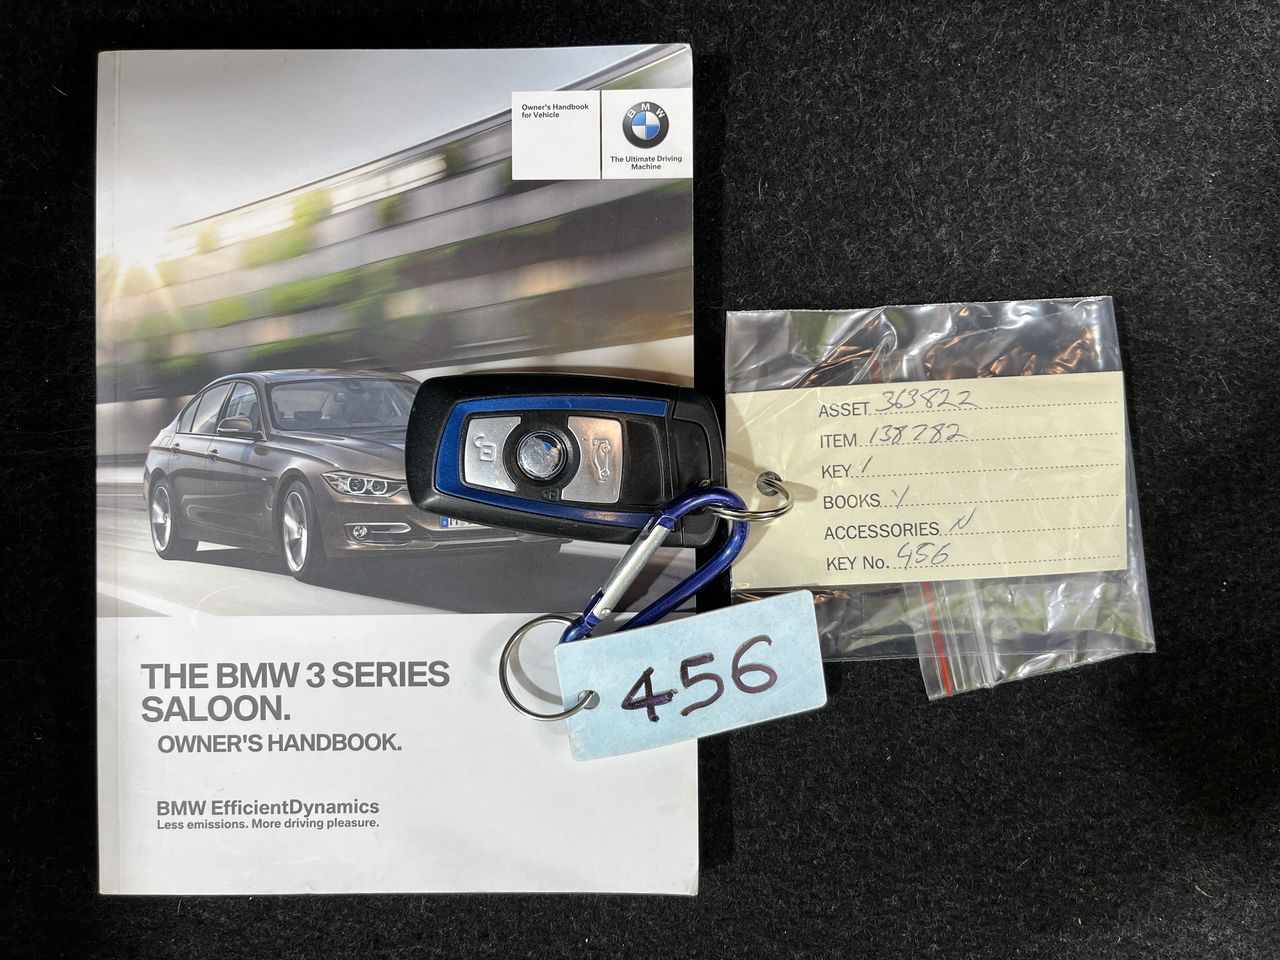 Owner's Handbook
for Vehicle
BMW
The Ultimate Driving
Machine
THE BMW 3 SERIES
SALOON.
OWNER'S HANDBOOK.
BMW EfficientDynamics
Less emissions. More driving pleasure.
456
ASSET 363822
ITEM 138782
KEY 1
BOOKS Y
ACCESSORIES N
KEY No. 456